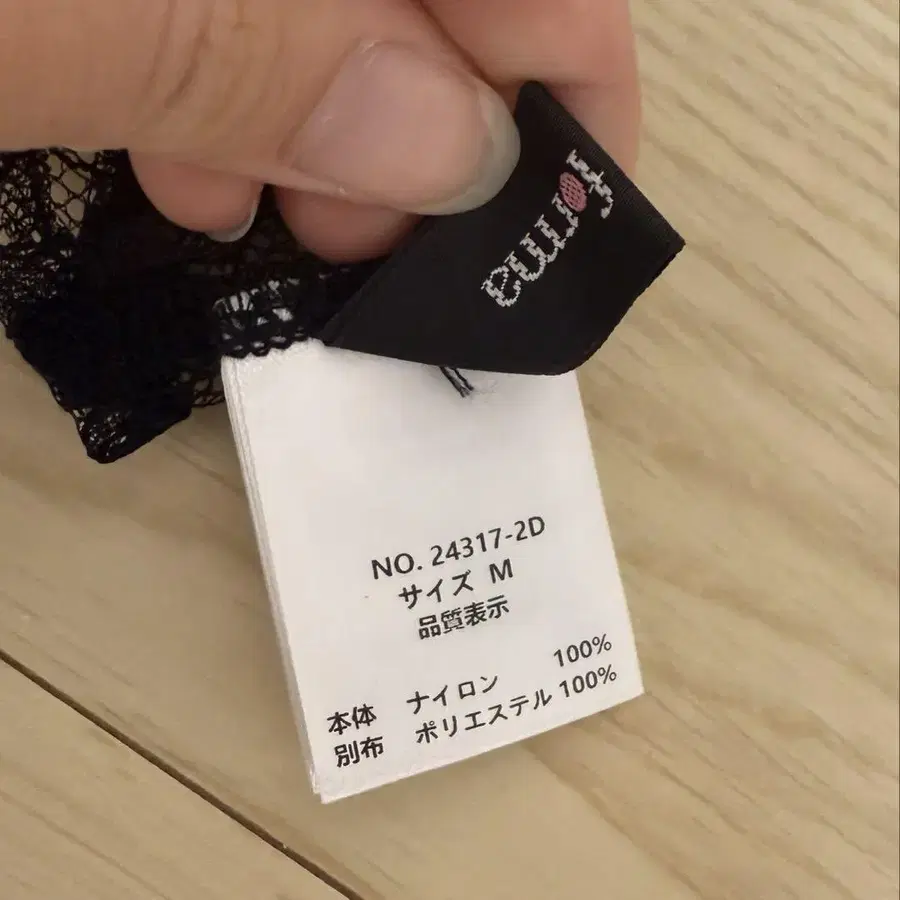 NO. 24317-2D
サイズ M
品質表示
本体 ナイロン 100%
別布 ポリエステル 100%